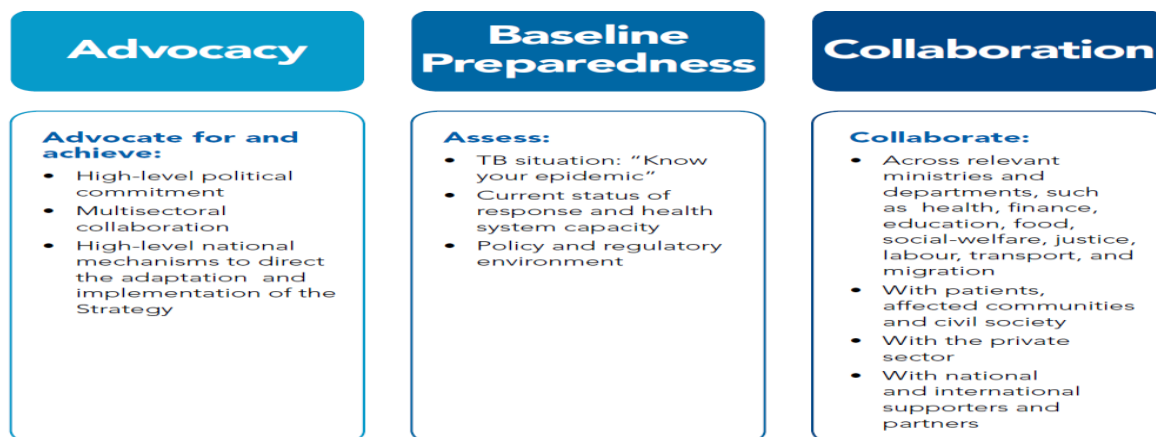 Advocacy
Advocate for and
achieve:
• High-level political
commitment
• Multisectoral
collaboration
• High-level national
mechanisms to direct
the adaptation and
implementation of the
Strategy
Baseline
Preparedness
Assess:
• TB situation: “Know
your epidemic”
• Current status of
response and health
system capacity
• Policy and regulatory
environment
Collaboration
Collaborate:
• Across relevant
ministries and
departments, such
as health, finance,
education, food,
social-welfare, justice,
labour, transport, and
migration
• With patients,
affected communities
and civil society
• With the private
sector
• With national
and international
supporters and
partners